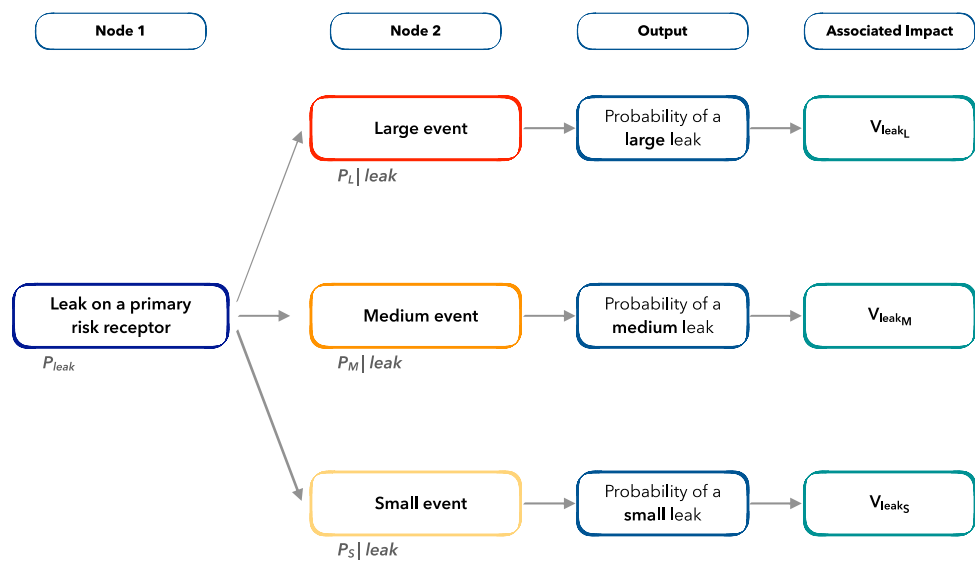 Node 1
Node 2
Output
Associated Impact
Large event
P_L | leak
Probability of a
large leak
V_leak_L
Leak on a primary
risk receptor
P_leak
Medium event
P_M | leak
Probability of a
medium leak
V_leak_M
Small event
P_S | leak
Probability of a
small leak
V_leak_S